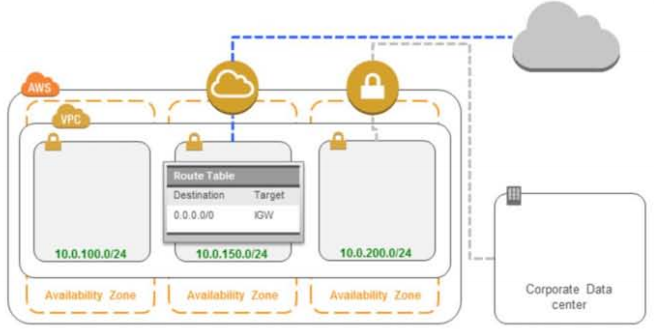 AWS
VPC
Route Table
Destination Target
0.0.0.0/0 IGW
10.0.100.0/24
10.0.150.0/24
10.0.200.0/24
Availability Zone
Availability Zone
Availability Zone
Corporate Data
center